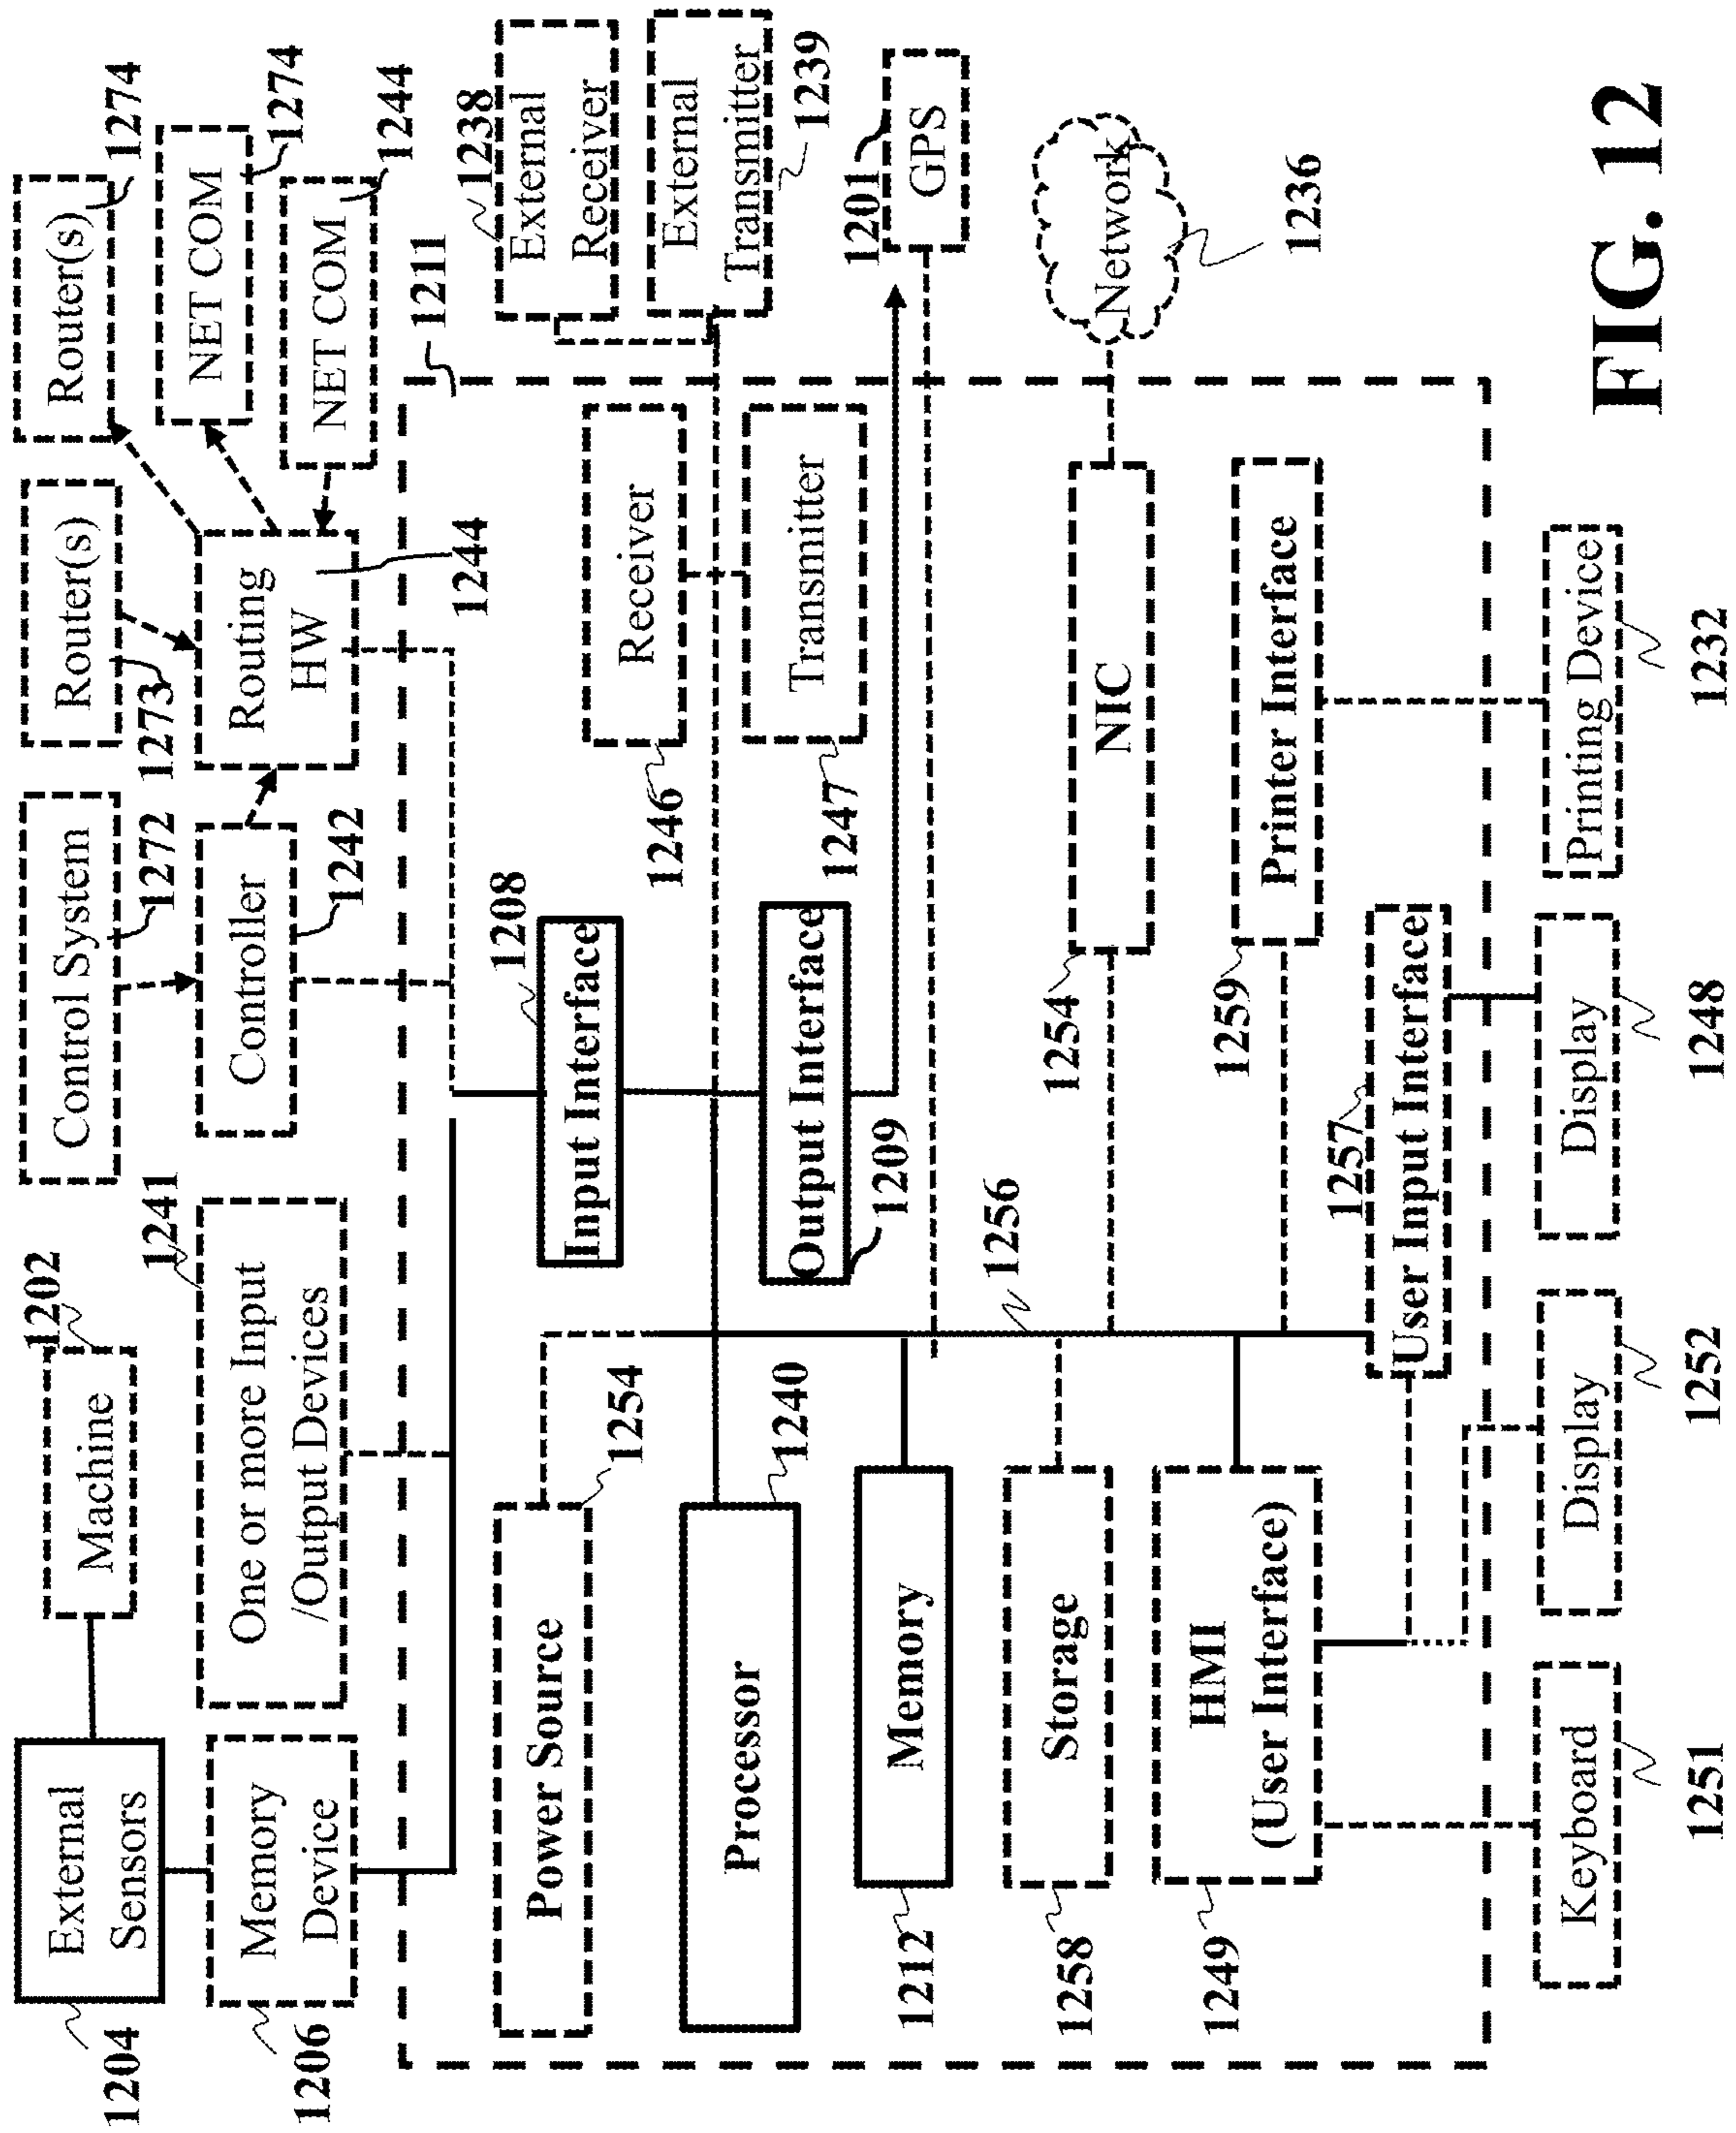 1204
External
Sensors
1202
Machine
1206
Memory
Device
1241
One or more Input
/Output Devices
Control System
1272
Controller
1242
Router(s)
1273
Routing
HW
1244
Router(s)
1274
NET COM
1274
NET COM
1244
1211
1208
Input Interface
Output Interface
1209
1246
Receiver
1247
Transmitter
1238
External
Receiver
External
Transmitter
1239
1201
GPS
Network
1236
Power Source
1254
Processor
1240
1212
Memory
1256
1258
Storage
1249
HMI
(User Interface)
1254
NIC
1259
Printer Interface
1257
User Input Interface
Keyboard
1251
Display
1252
Display
1248
Printing Device
1232
FIG. 12